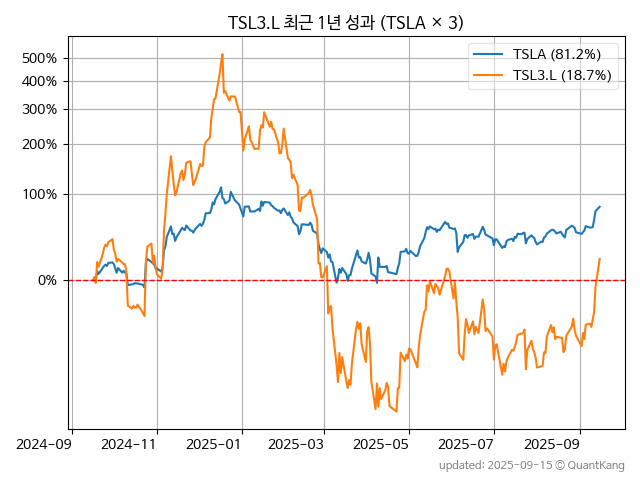 TSL3.L 최근 1년 성과 (TSLA × 3)
TSLA (81.2%)
TSL3.L (18.7%)
500%
400%
300%
200%
100%
0%
2024-09 2024-11 2025-01 2025-03 2025-05 2025-07 2025-09
updated: 2025-09-15 © QuantKang